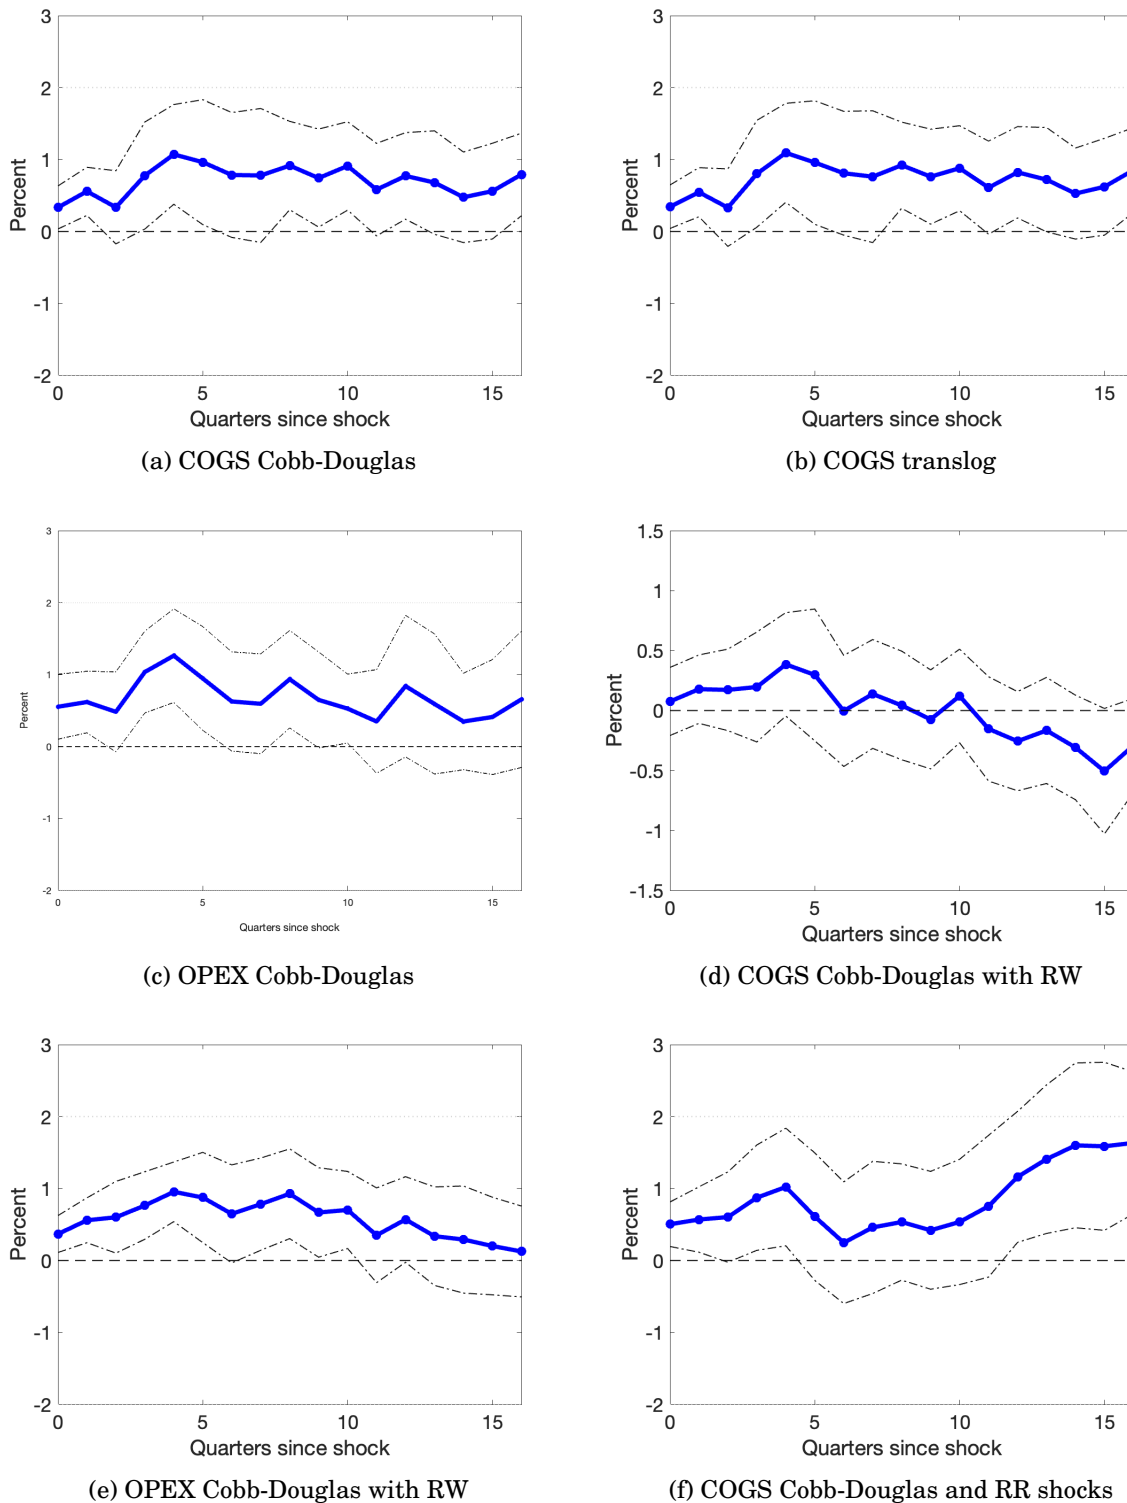 3
2
1
0
-1
-2
Percent
0 5 10 15
Quarters since shock
(a) COGS Cobb-Douglas
3
2
1
0
-1
-2
Percent
0 5 10 15
Quarters since shock
(b) COGS translog
3
2
1
0
-1
-2
Percent
0 5 10 15
Quarters since shock
(c) OPEX Cobb-Douglas
1.5
1
0.5
0
-0.5
-1
-1.5
Percent
0 5 10 15
Quarters since shock
(d) COGS Cobb-Douglas with RW
3
2
1
0
-1
-2
Percent
0 5 10 15
Quarters since shock
(e) OPEX Cobb-Douglas with RW
3
2
1
0
-1
-2
Percent
0 5 10 15
Quarters since shock
(f) COGS Cobb-Douglas and RR shocks